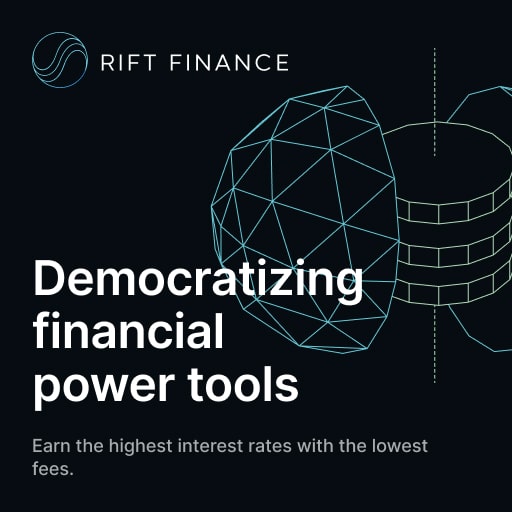 RIFT FINANCE
Democratizing
financial
power tools
Earn the highest interest rates with the lowest
fees.